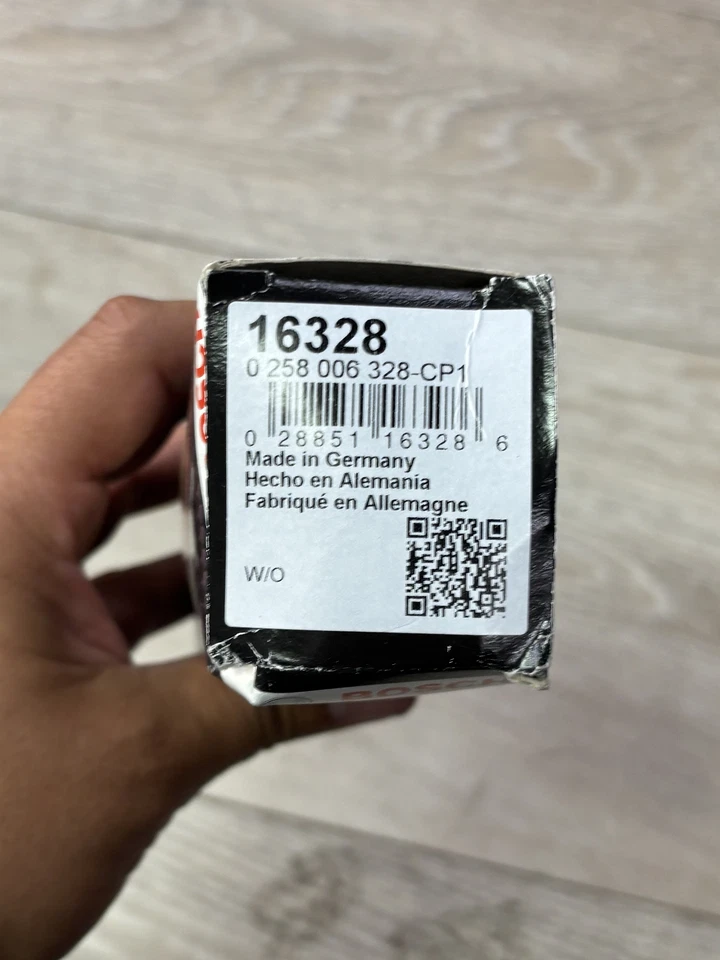 16328
0 258 006 328-CP1
0 28851 16328 6
Made in Germany
Hecho en Alemania
Fabriqué en Allemagne
W/O
BOSCH